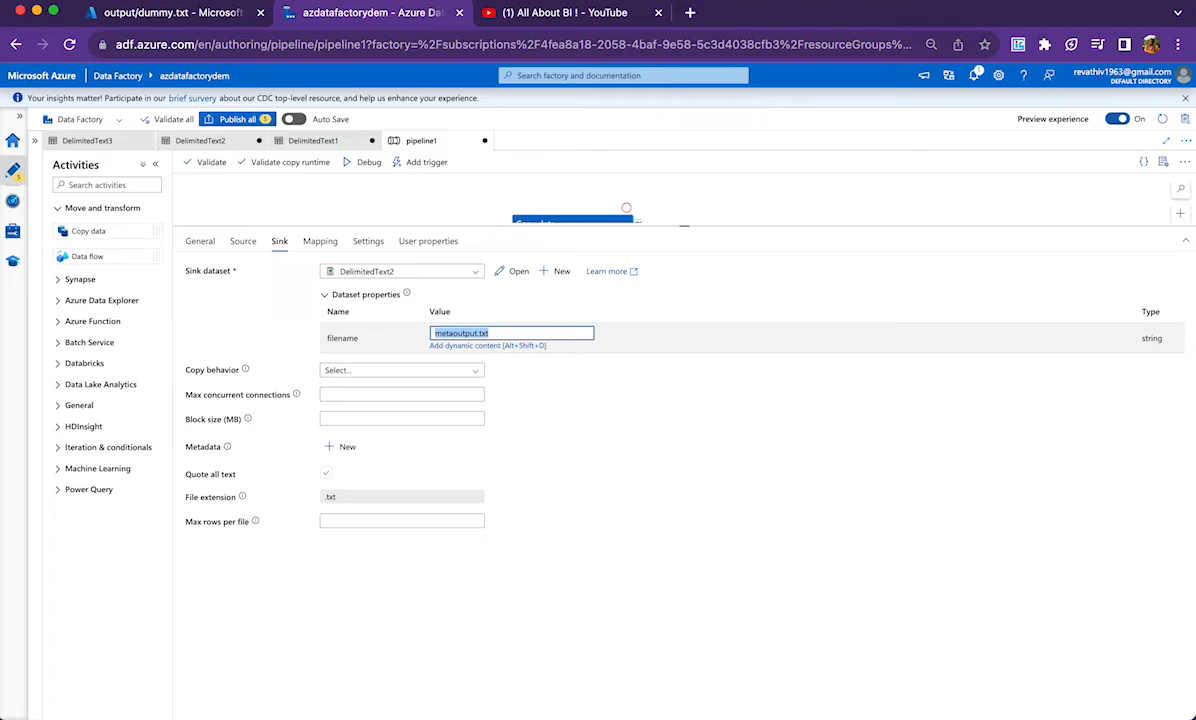 output/dummy.txt - Microsoft
azdatafactorydem - Azure Da
(1) All About BI ! - YouTube
adf.azure.com/en/authoring/pipeline/pipeline1?factory=%2Fsubscriptions%2F4fea8a18-2058-4baf-9e58-5c3d4038cfb3%2FresourceGroups%2F...
Microsoft Azure
Data Factory
azdatafactorydem
Search factory and documentation
1
revathiv1963@gmail.com
DEFAULT DIRECTORY
Your insights matter! Participate in our brief survey about our CDC top-level resource, and help us enhance your experience.
Data Factory
Validate all
Publish all 5
Auto Save
Preview experience
On
DelimitedText3
DelimitedText2
DelimitedText1
pipeline1
Activities
Validate
Validate copy runtime
Debug
Add trigger
Search activities
Move and transform
Copy data
Data flow
Synapse
Azure Data Explorer
Azure Function
Batch Service
Databricks
Data Lake Analytics
General
HDInsight
Iteration & conditionals
Machine Learning
Power Query
General
Source
Sink
Mapping
Settings
User properties
Sink dataset *
DelimitedText2
Open
New
Learn more
Dataset properties
Name
Value
Type
filename
metaoutput.txt
string
Add dynamic content [Alt+Shift+D]
Copy behavior
Select...
Max concurrent connections
Block size (MB)
Metadata
New
Quote all text
File extension
.txt
Max rows per file